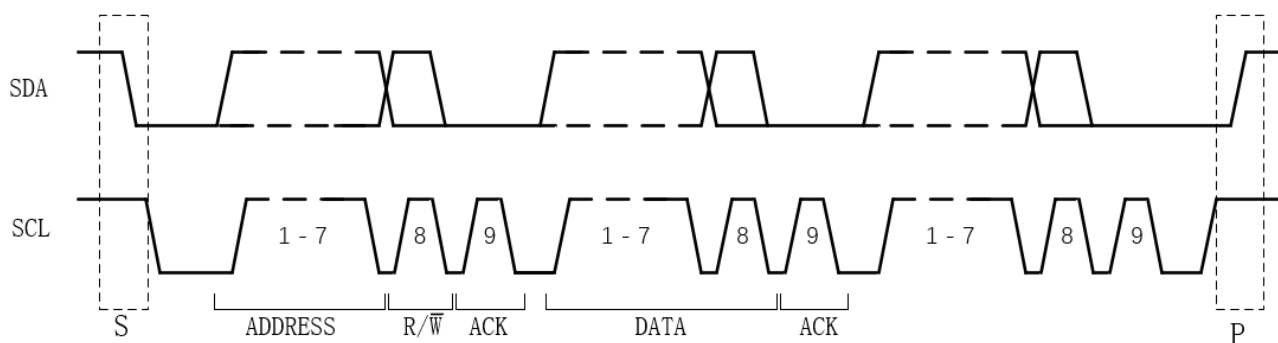 SDA
SCL
1-7 8 9 1-7 8 9 1-7 8 9
S ADDRESS R/W̅ ACK DATA ACK P